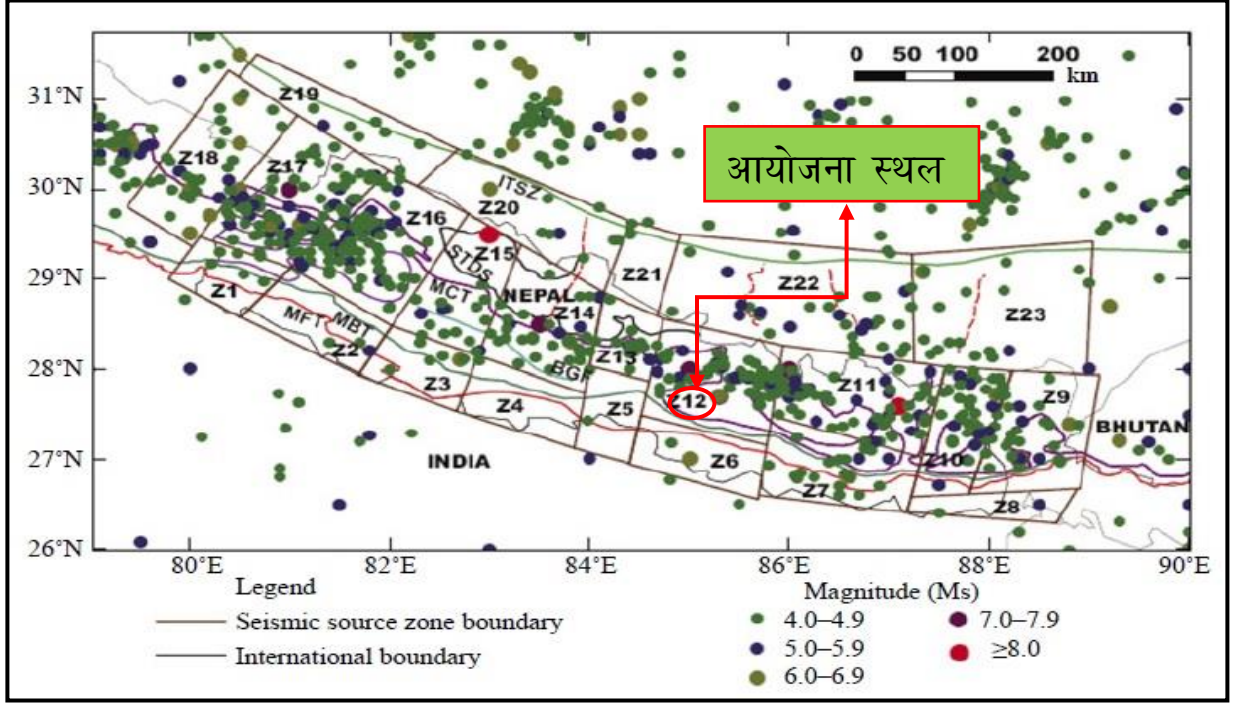 0 50 100 200
km
31°N
Z19
आयोजना स्थल
Z18
Z17
30°N
ITSZ
Z20
Z16
Z15
29°N
STDS
Z21
Z22
Z1
MCT
NEPAL
Z14
Z23
MFT
MBT
Z2
28°N
Z13
BGF
Z11
Z3
Z12
Z9
Z4
Z5
BHUTAN
27°N
INDIA
Z6
Z10
Z7
Z8
26°N
80°E 82°E 84°E 86°E 88°E 90°E
Legend
Seismic source zone boundary
International boundary
Magnitude (Ms)
4.0–4.9
5.0–5.9
6.0–6.9
7.0–7.9
≥8.0